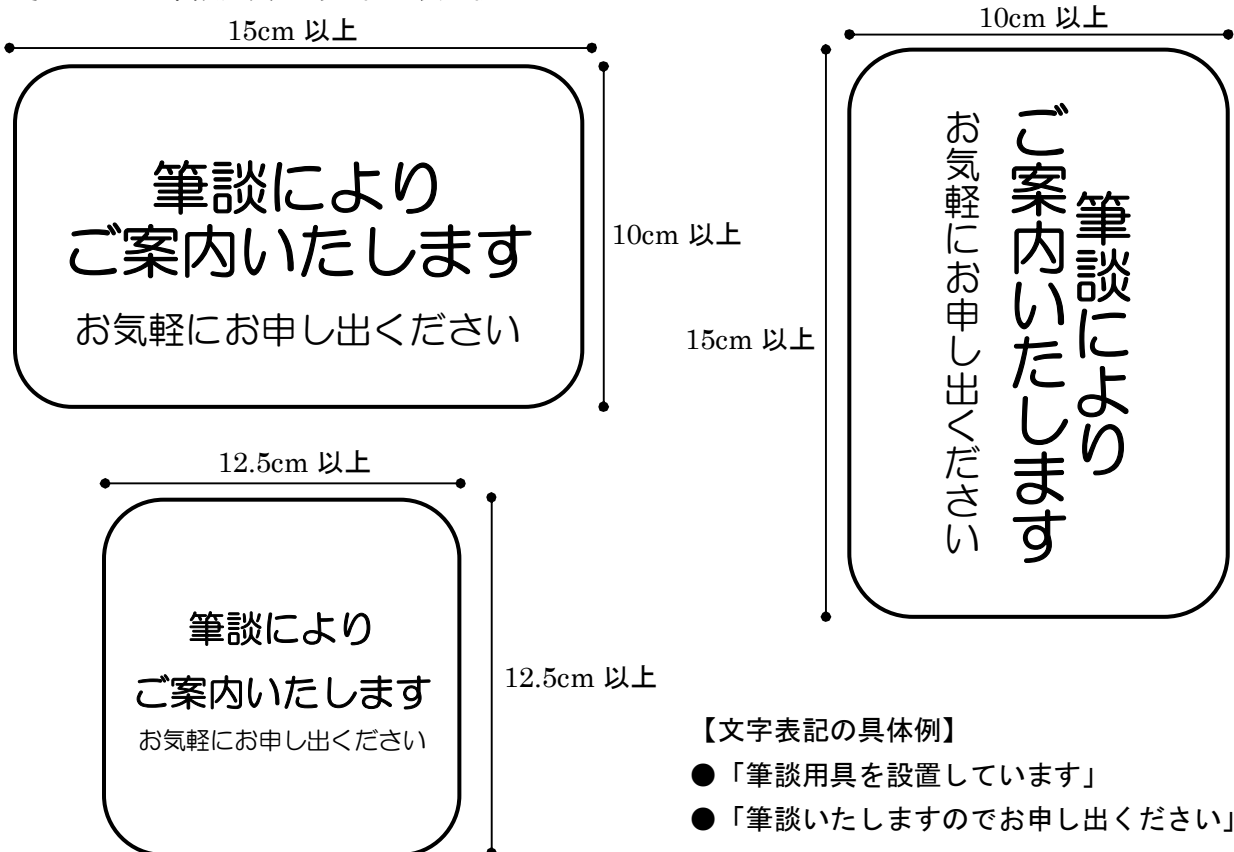 15cm 以上
筆談により
ご案内いたします
お気軽にお申し出ください
10cm 以上
10cm 以上
15cm 以上
筆談により
ご案内いたします
お気軽にお申し出ください
12.5cm 以上
筆談により
ご案内いたします
お気軽にお申し出ください
12.5cm 以上
【文字表記の具体例】
●「筆談用具を設置しています」
●「筆談いたしますのでお申し出ください」